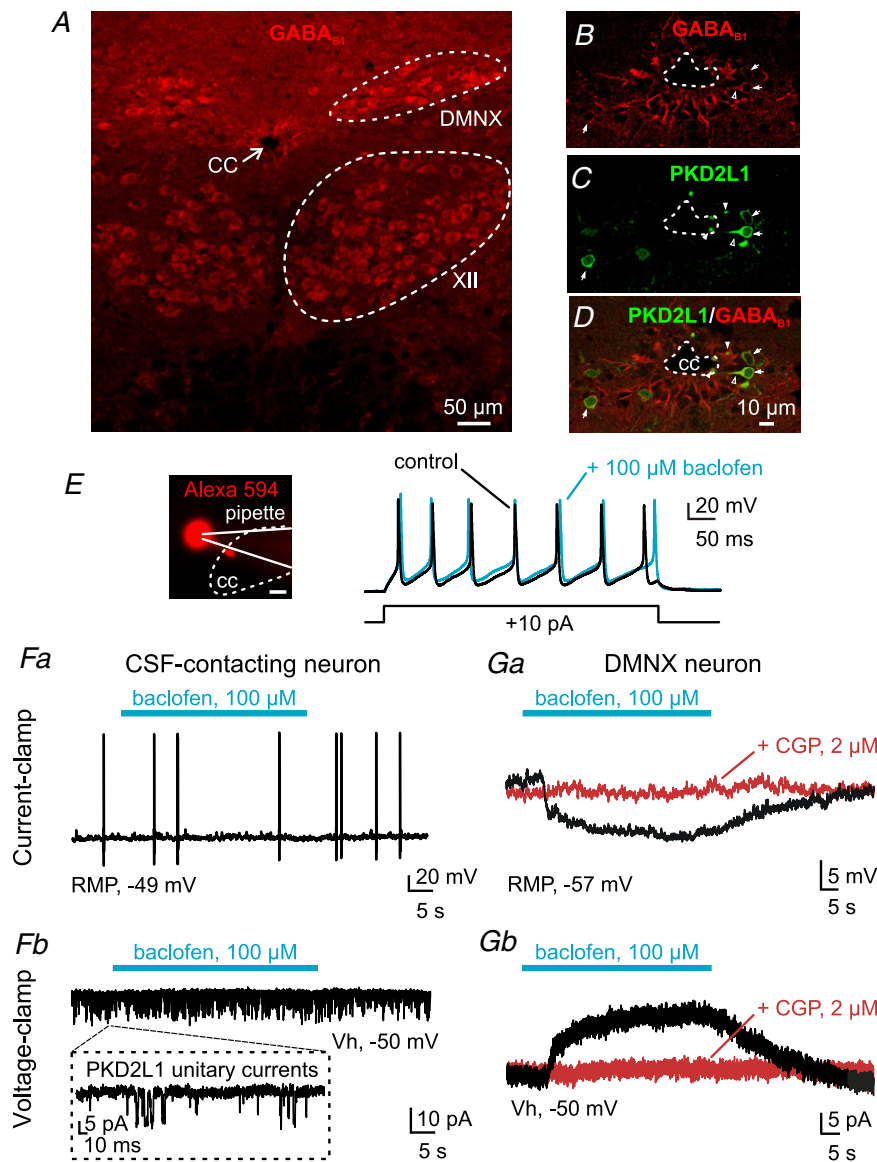 A
GABAB1
DMNX
CC
XII
50 µm
B
GABAB1
C
PKD2L1
D
PKD2L1/GABAB1
cc
10 µm
E
Alexa 594
pipette
cc
control
+ 100 µM baclofen
20 mV
50 ms
+10 pA
Fa
CSF-contacting neuron
baclofen, 100 µM
Current-clamp
RMP, -49 mV
20 mV
5 s
Ga
DMNX neuron
baclofen, 100 µM
+ CGP, 2 µM
RMP, -57 mV
5 mV
5 s
Fb
baclofen, 100 µM
Voltage-clamp
Vh, -50 mV
PKD2L1 unitary currents
5 pA
10 ms
10 pA
5 s
Gb
baclofen, 100 µM
+ CGP, 2 µM
Vh, -50 mV
5 pA
5 s